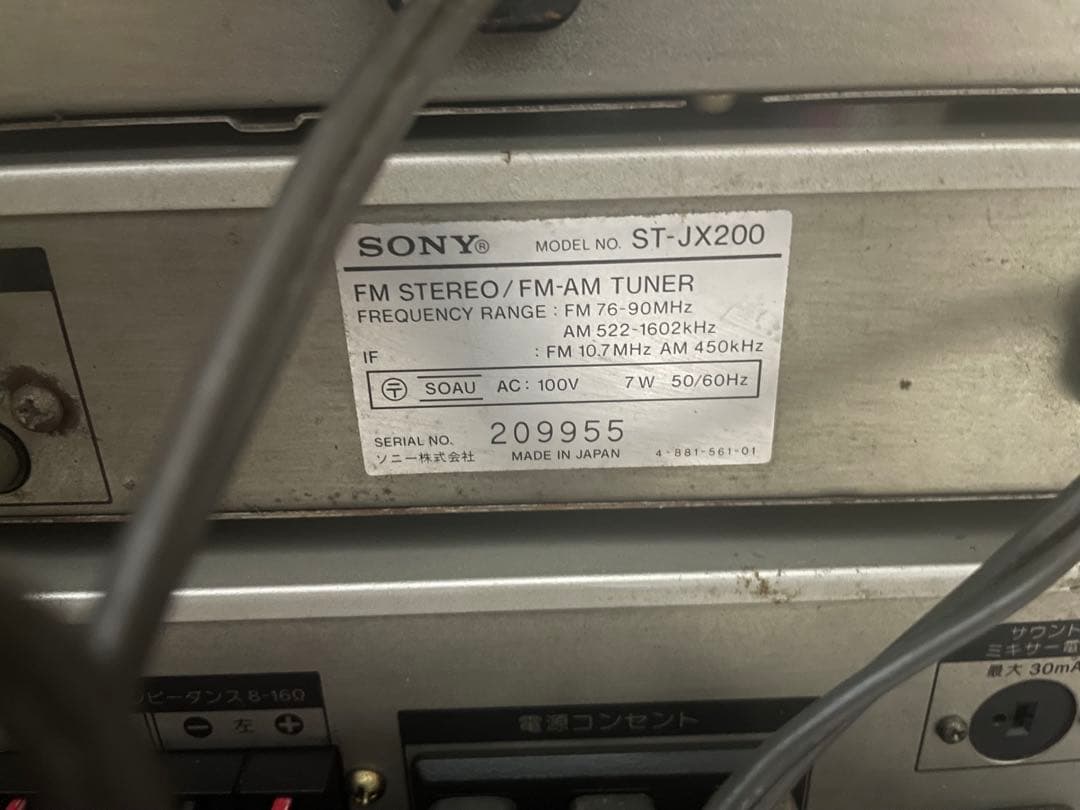 SONY® MODEL NO. ST-JX200
FM STEREO/FM-AM TUNER
FREQUENCY RANGE : FM 76-90MHz
AM 522-1602kHz
IF : FM 10.7MHz AM 450kHz
〒 SOAU AC: 100V 7W 50/60Hz
SERIAL NO. 209955
ソニー株式会社 MADE IN JAPAN 4-881-561-01
サウンド
ミキサー電
最大 30mA
ピーダンス 8-16Ω
⊖ 左 ⊕
電源コンセント